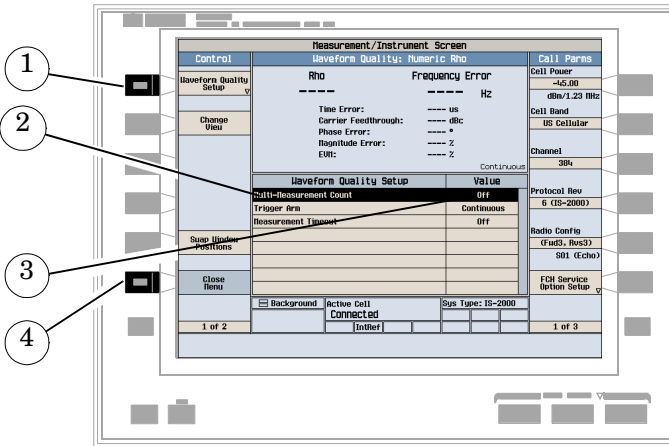 Measurement/Instrument Screen
Control
Waveform Quality: Numeric Rho
Call Parms
1
Waveform Quality
Setup
Rho
Frequency Error
----
---- Hz
Cell Power
-45.00
dBm/1.23 MHz
2
Change
View
Time Error: ---- us
Carrier Feedthrough: ---- dBc
Phase Error: ---- °
Magnitude Error: ---- %
EVM: ---- %
Continuous
Cell Band
US Cellular
Channel
384
Waveform Quality Setup
Value
Multi-Measurement Count
Off
Trigger Arm
Continuous
Measurement Timeout
Off
Protocol Rev
6 (IS-2000)
3
Swap Window
Positions
Radio Config
(Fwd3, Rvs3)
SO1 (Echo)
4
Close
Menu
FCH Service
Option Setup
Background
Active Cell
Sys Type: IS-2000
Connected
1 of 2
IntRef
1 of 3